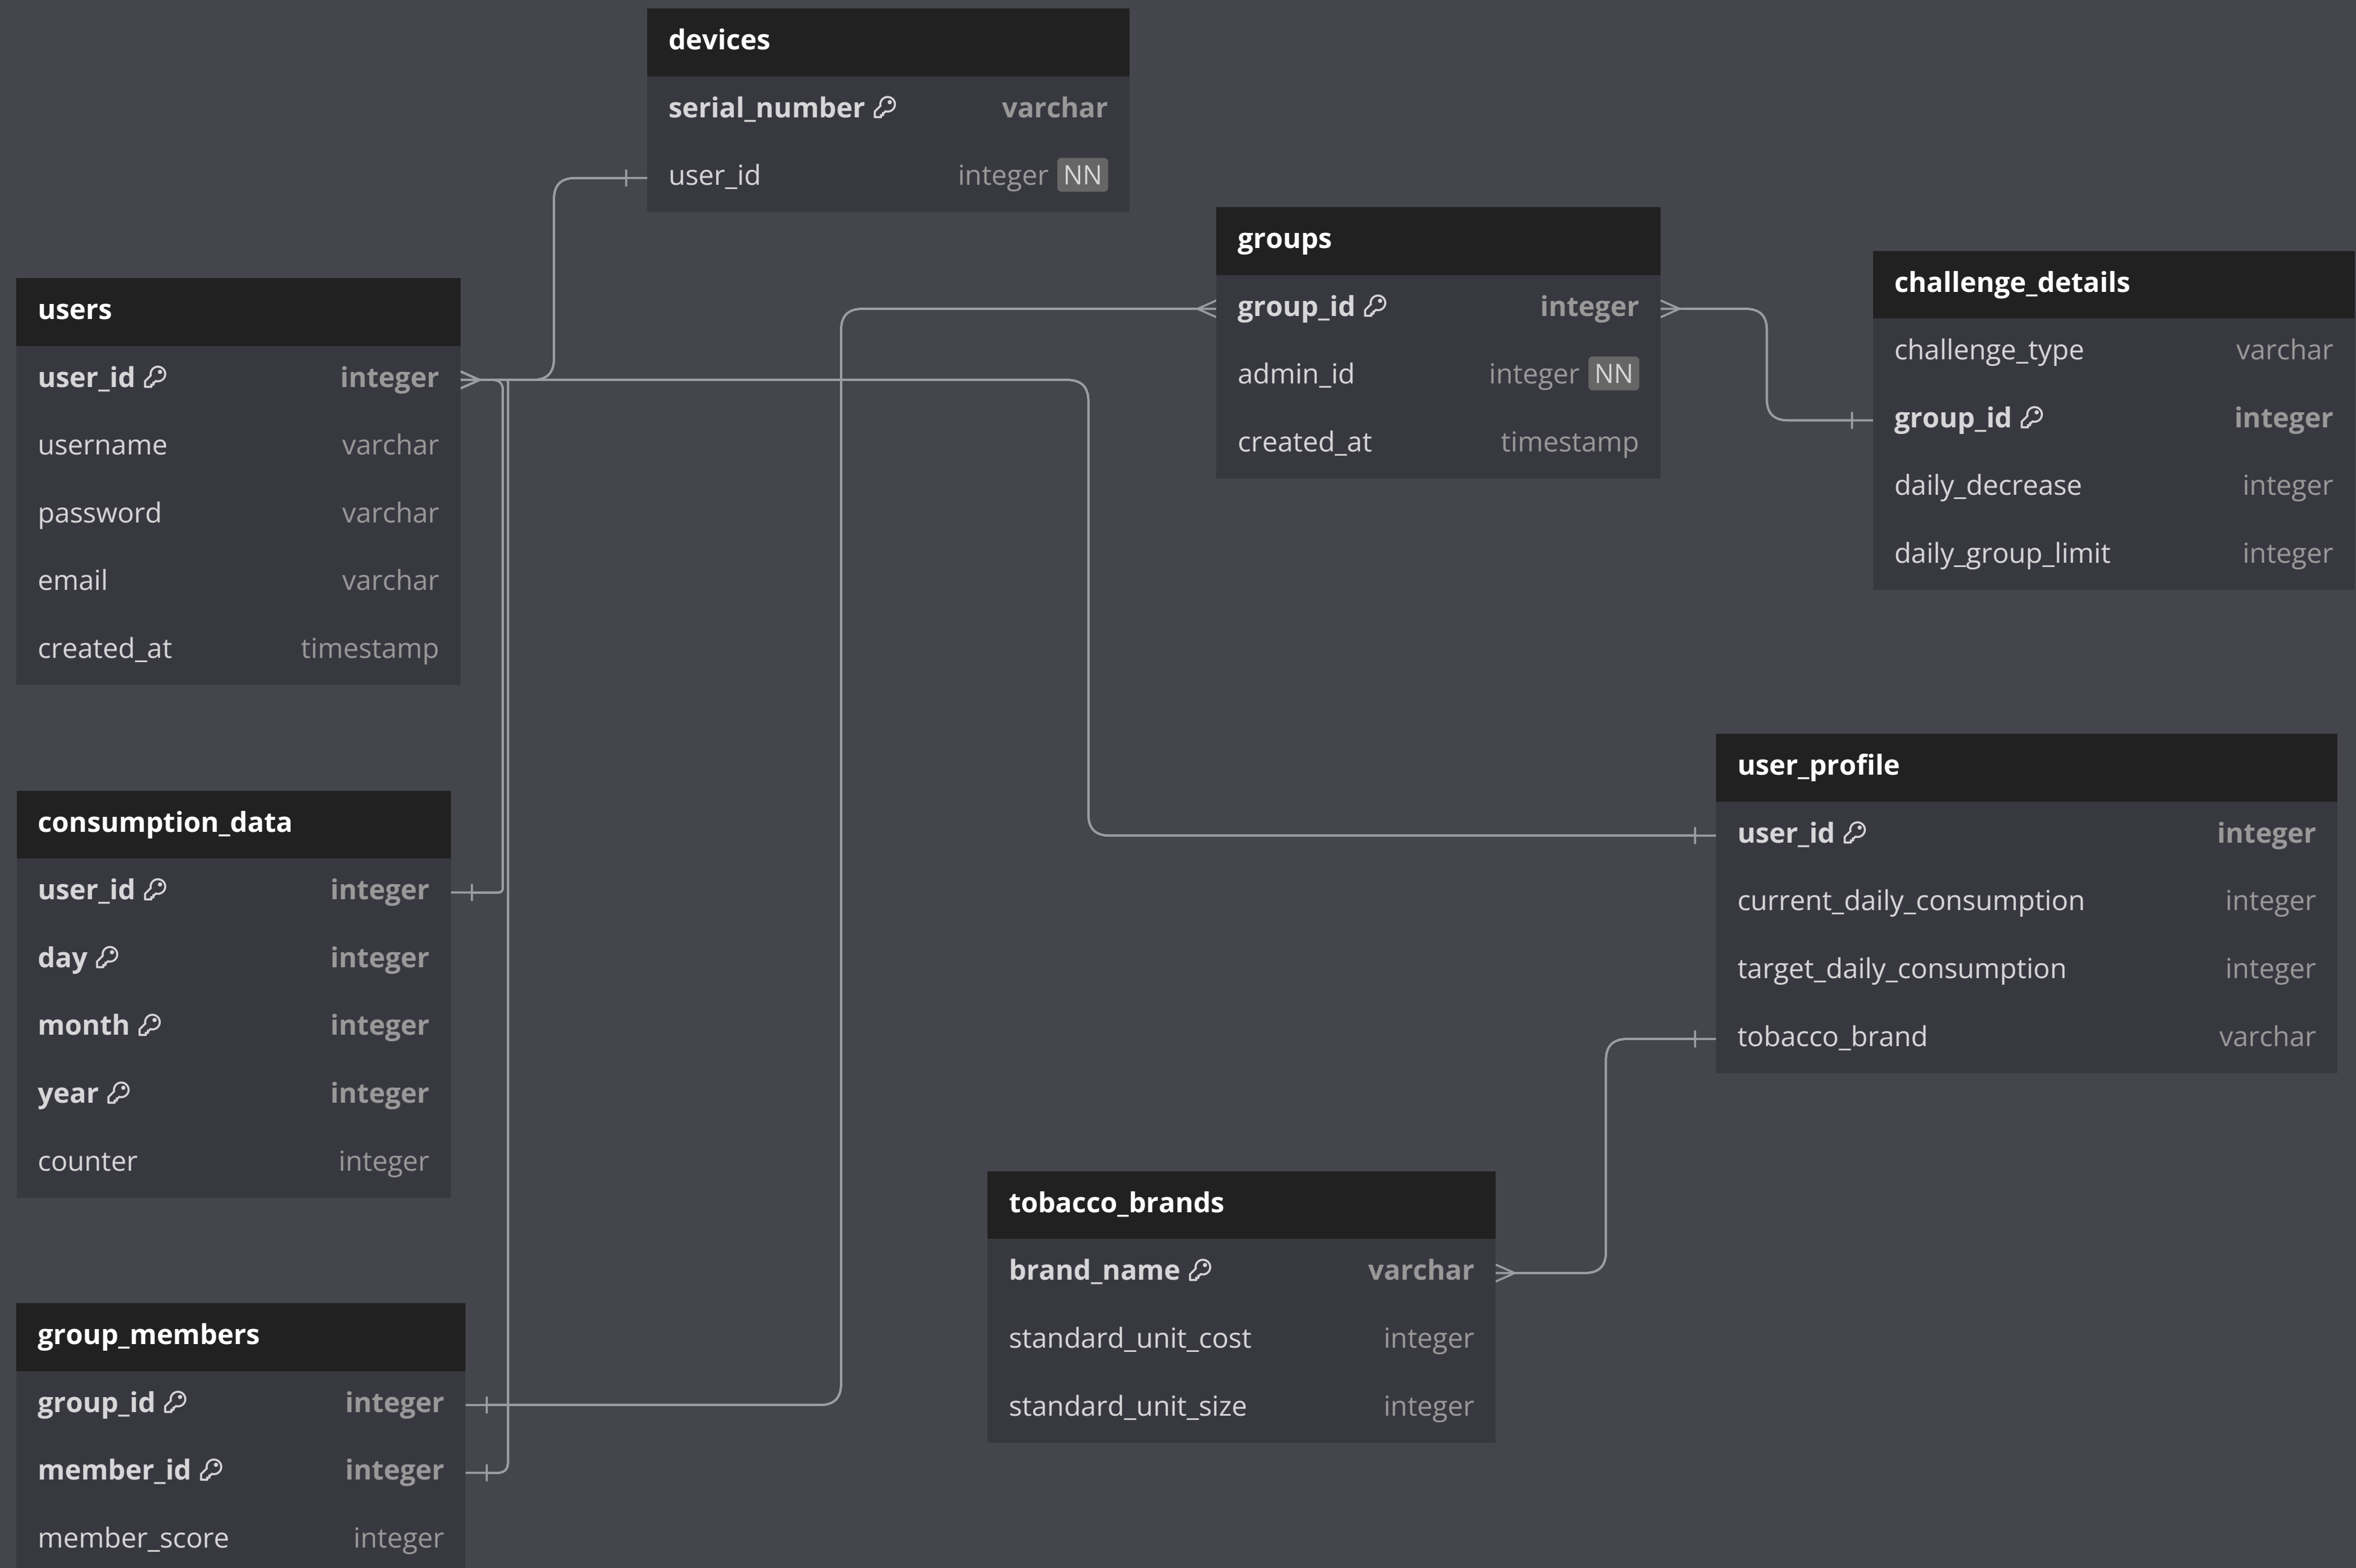 devices
serial_number varchar
user_id integer NN
users
user_id integer
username varchar
password varchar
email varchar
created_at timestamp
groups
group_id integer
admin_id integer NN
created_at timestamp
challenge_details
challenge_type varchar
group_id integer
daily_decrease integer
daily_group_limit integer
consumption_data
user_id integer
day integer
month integer
year integer
counter integer
user_profile
user_id integer
current_daily_consumption integer
target_daily_consumption integer
tobacco_brand varchar
tobacco_brands
brand_name varchar
standard_unit_cost integer
standard_unit_size integer
group_members
group_id integer
member_id integer
member_score integer